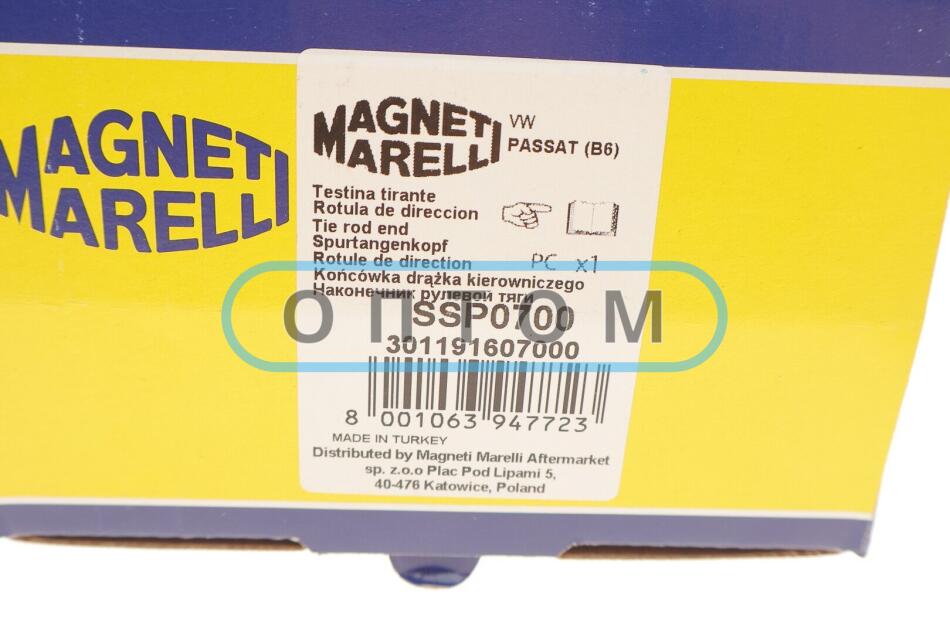 MAGNETI
MARELLI
MAGNETI
MARELLI
VW
PASSAT (B6)
Testina tirante
Rotula de direccion
Tie rod end
Spurtangenkopf
Rotule de direction
PC x1
Końcówka drążka kierowniczego
Наконечник рулевой тяги
ОПТОМ
SSP0700
301191607000
8 001063 947723
MADE IN TURKEY
Distributed by Magneti Marelli Aftermarket
sp. z.o.o Plac Pod Lipami 5,
40-476 Katowice, Poland